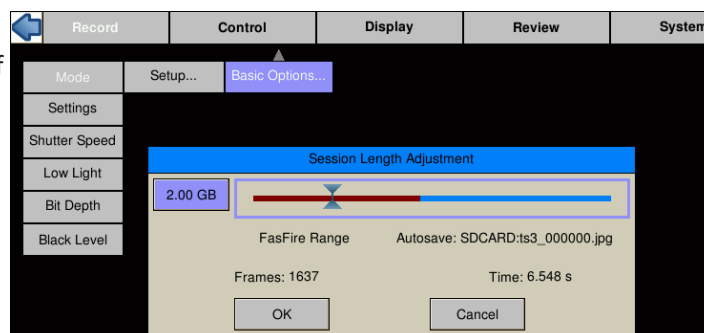 Record Control Display Review System
f
Mode Setup... Basic Options...
Settings
Shutter Speed
Low Light
Bit Depth
Black Level
Session Length Adjustment
2.00 GB
FasFire Range Autosave: SDCARD:ts3_000000.jpg
Frames: 1637 Time: 6.548 s
OK Cancel